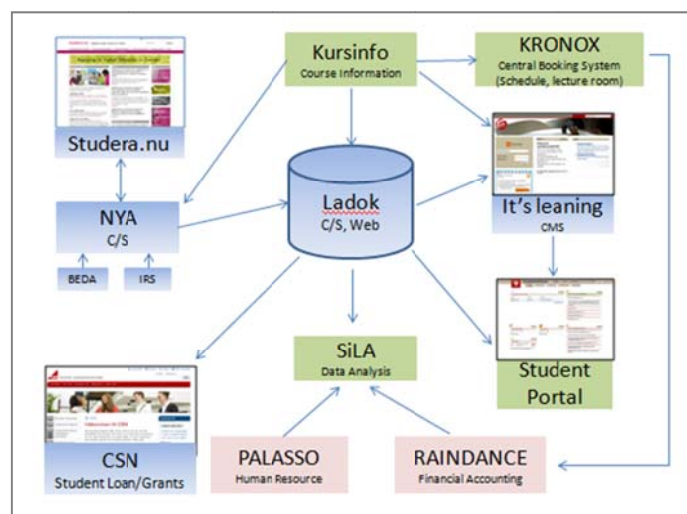 Kursinfo
Course Information
KRONOX
Central Booking System
(Schedule, lecture room)
Studera.nu
NYA
C/S
BEDA
IRS
Ladok
C/S, Web
It's leaning
CMS
SiLA
Data Analysis
Student
Portal
CSN
Student Loan/Grants
PALASSO
Human Resource
RAINDANCE
Financial Accounting